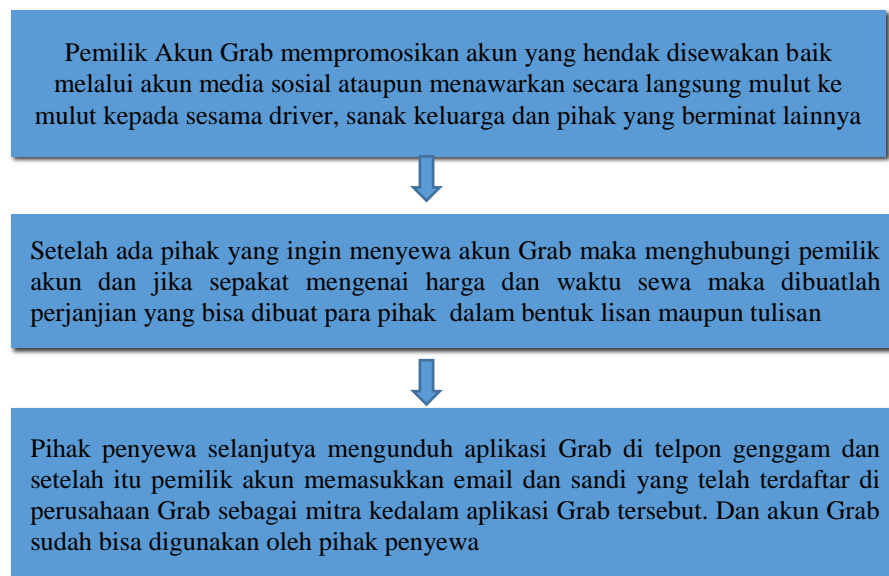 Pemilik Akun Grab mempromosikan akun yang hendak disewakan baik
melalui akun media sosial ataupun menawarkan secara langsung mulut ke
mulut kepada sesama driver, sanak keluarga dan pihak yang berminat lainnya
Setelah ada pihak yang ingin menyewa akun Grab maka menghubungi pemilik
akun dan jika sepakat mengenai harga dan waktu sewa maka dibuatlah
perjanjian yang bisa dibuat para pihak dalam bentuk lisan maupun tulisan
Pihak penyewa selanjutya mengunduh aplikasi Grab di telpon genggam dan
setelah itu pemilik akun memasukkan email dan sandi yang telah terdaftar di
perusahaan Grab sebagai mitra kedalam aplikasi Grab tersebut. Dan akun Grab
sudah bisa digunakan oleh pihak penyewa